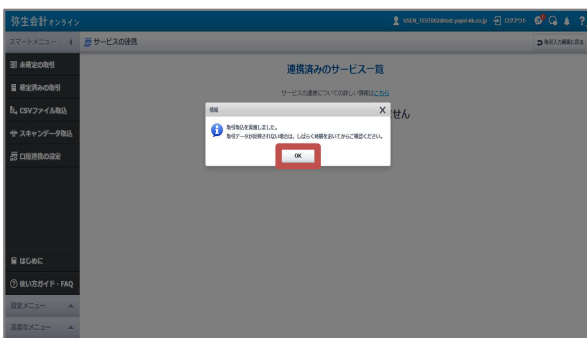 弥生会計 オンライン
USEN_TEST002@test.yayoi-kk.co.jp ログアウト
スマートメニュー サービスの連携 取引入力画面に戻る
未確定の取引
確定済みの取引
CSVファイル取込
スキャンデータ取込
口座連携の設定
連携済みのサービス一覧
サービスの連携についての詳しい情報はこちら
せん
情報 X
取引取込を実施しました。
取引データが反映されない場合は、しばらく時間をおいてからご確認ください。
OK
はじめに
使い方ガイド・FAQ
設定メニュー
高度なメニュー